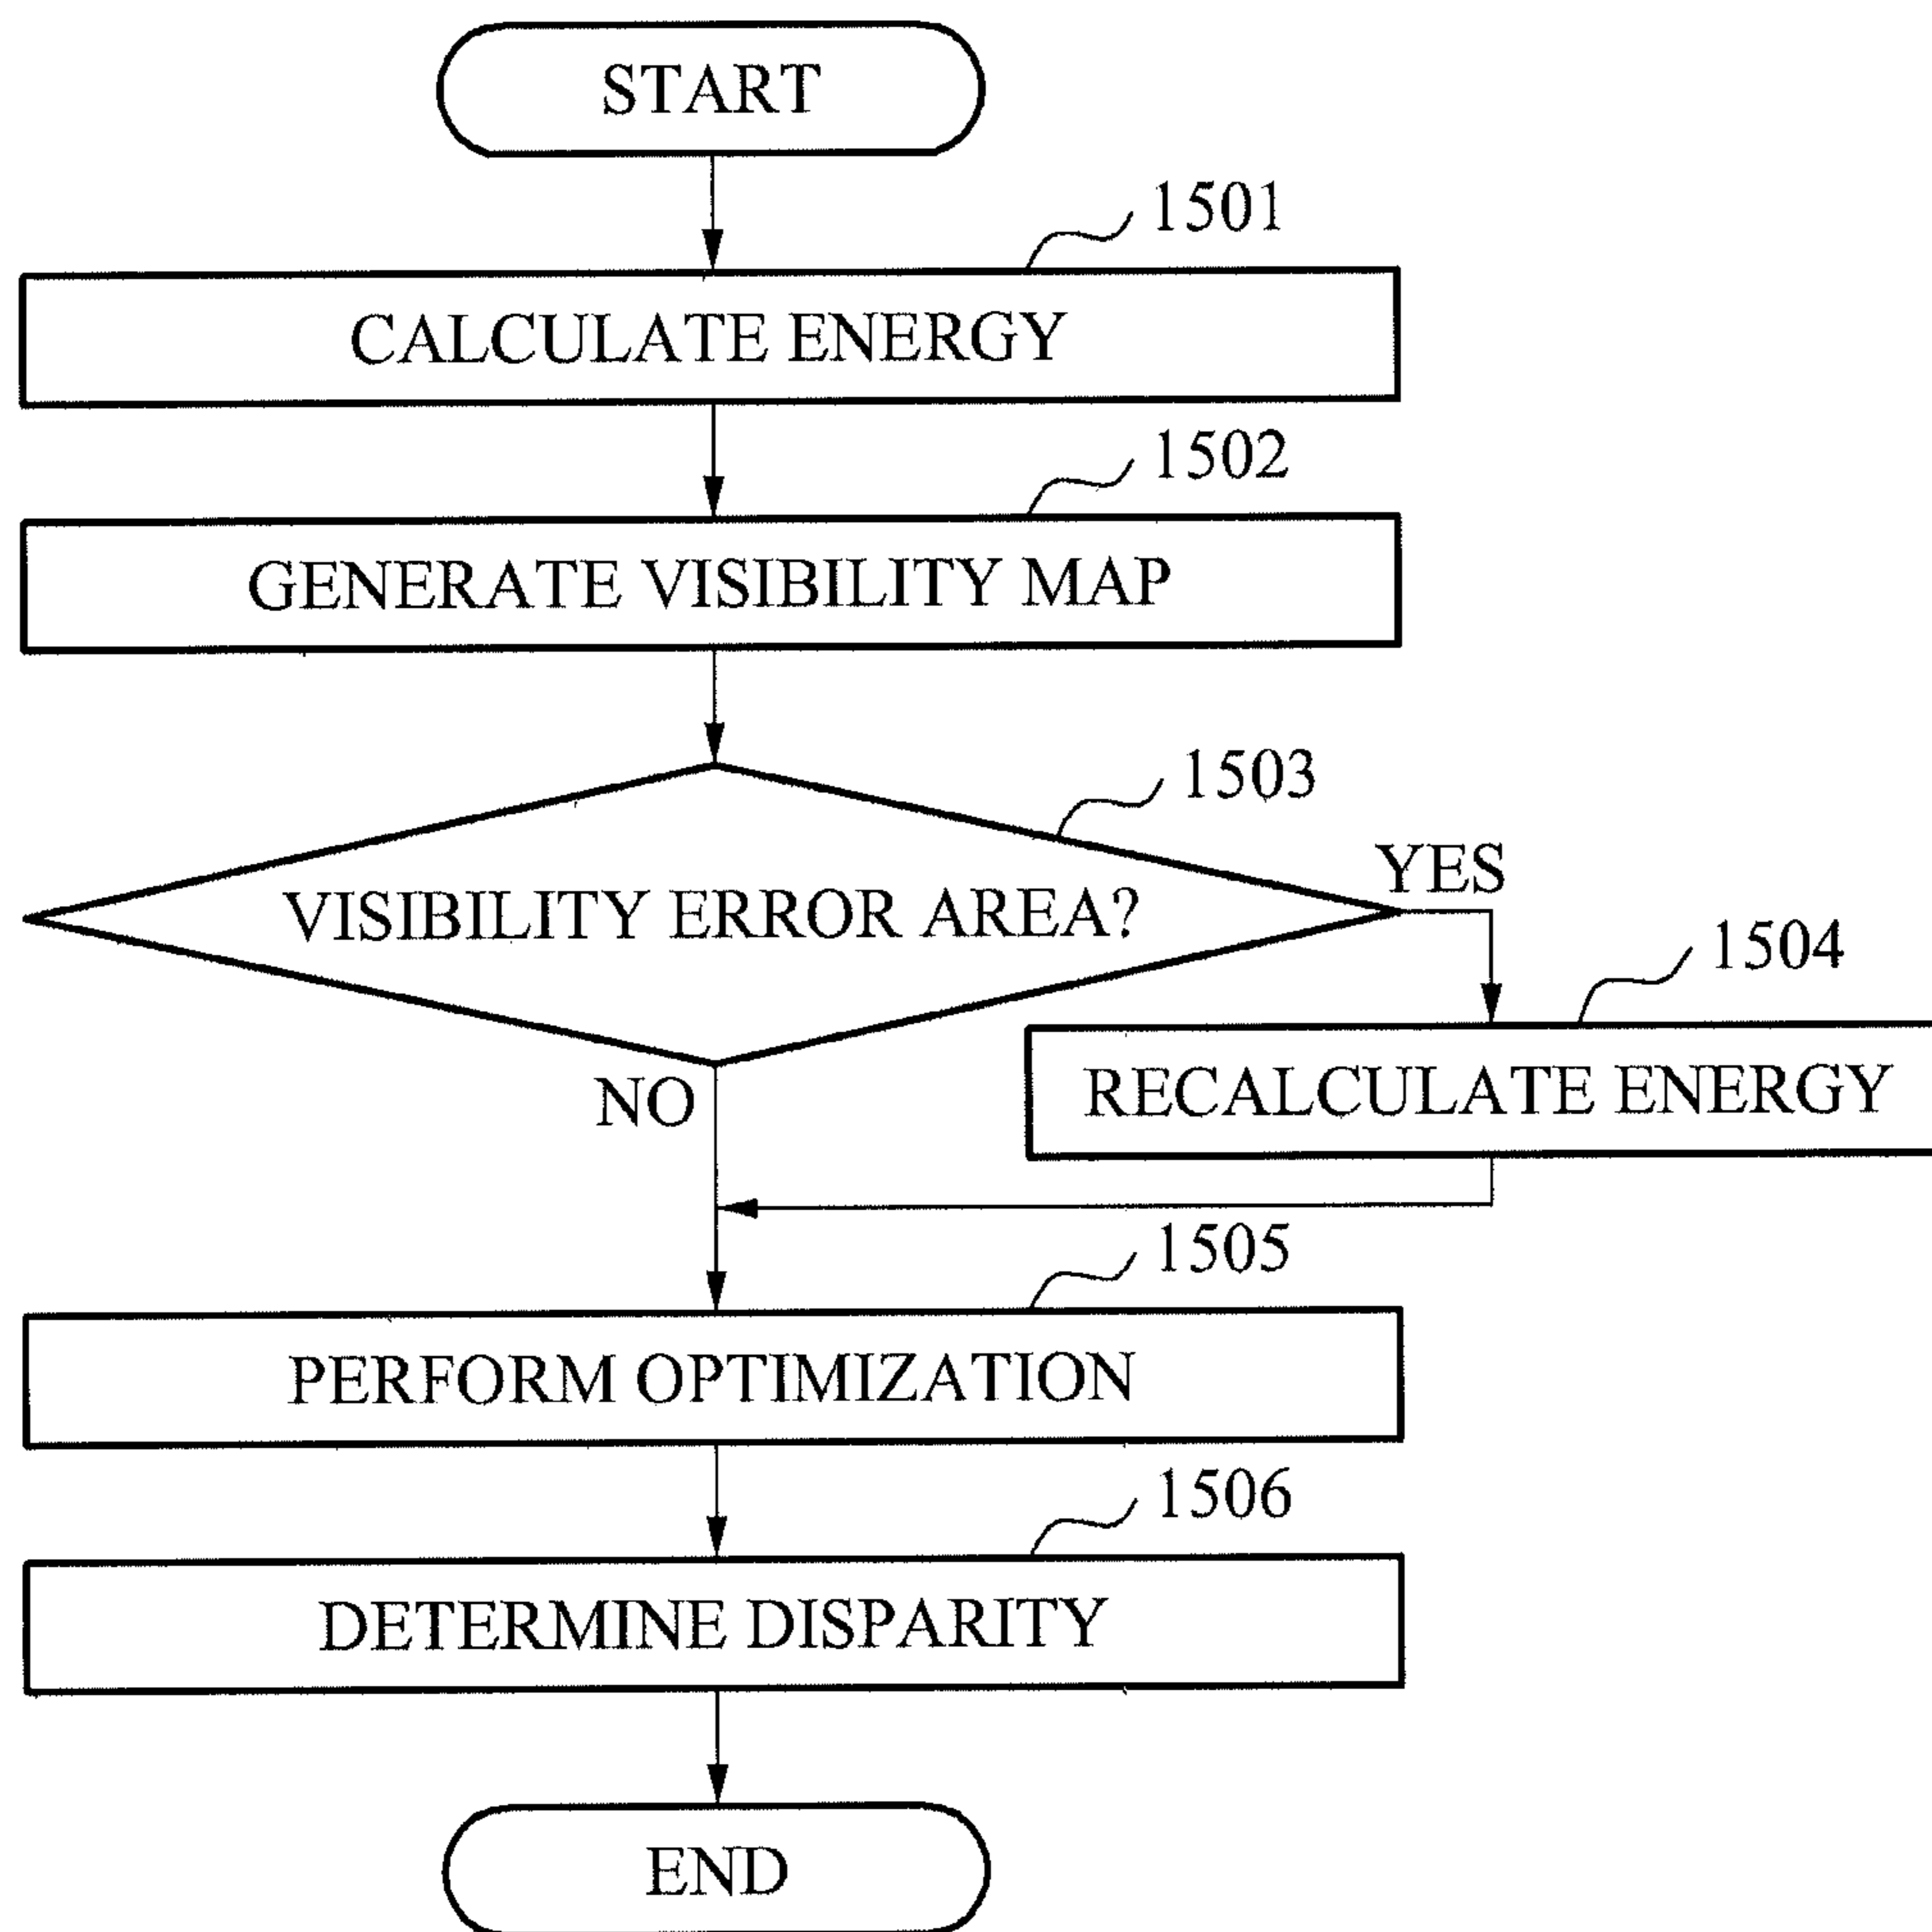 START
1501
CALCULATE ENERGY
1502
GENERATE VISIBILITY MAP
1503
VISIBILITY ERROR AREA?
YES
1504
RECALCULATE ENERGY
NO
1505
PERFORM OPTIMIZATION
1506
DETERMINE DISPARITY
END